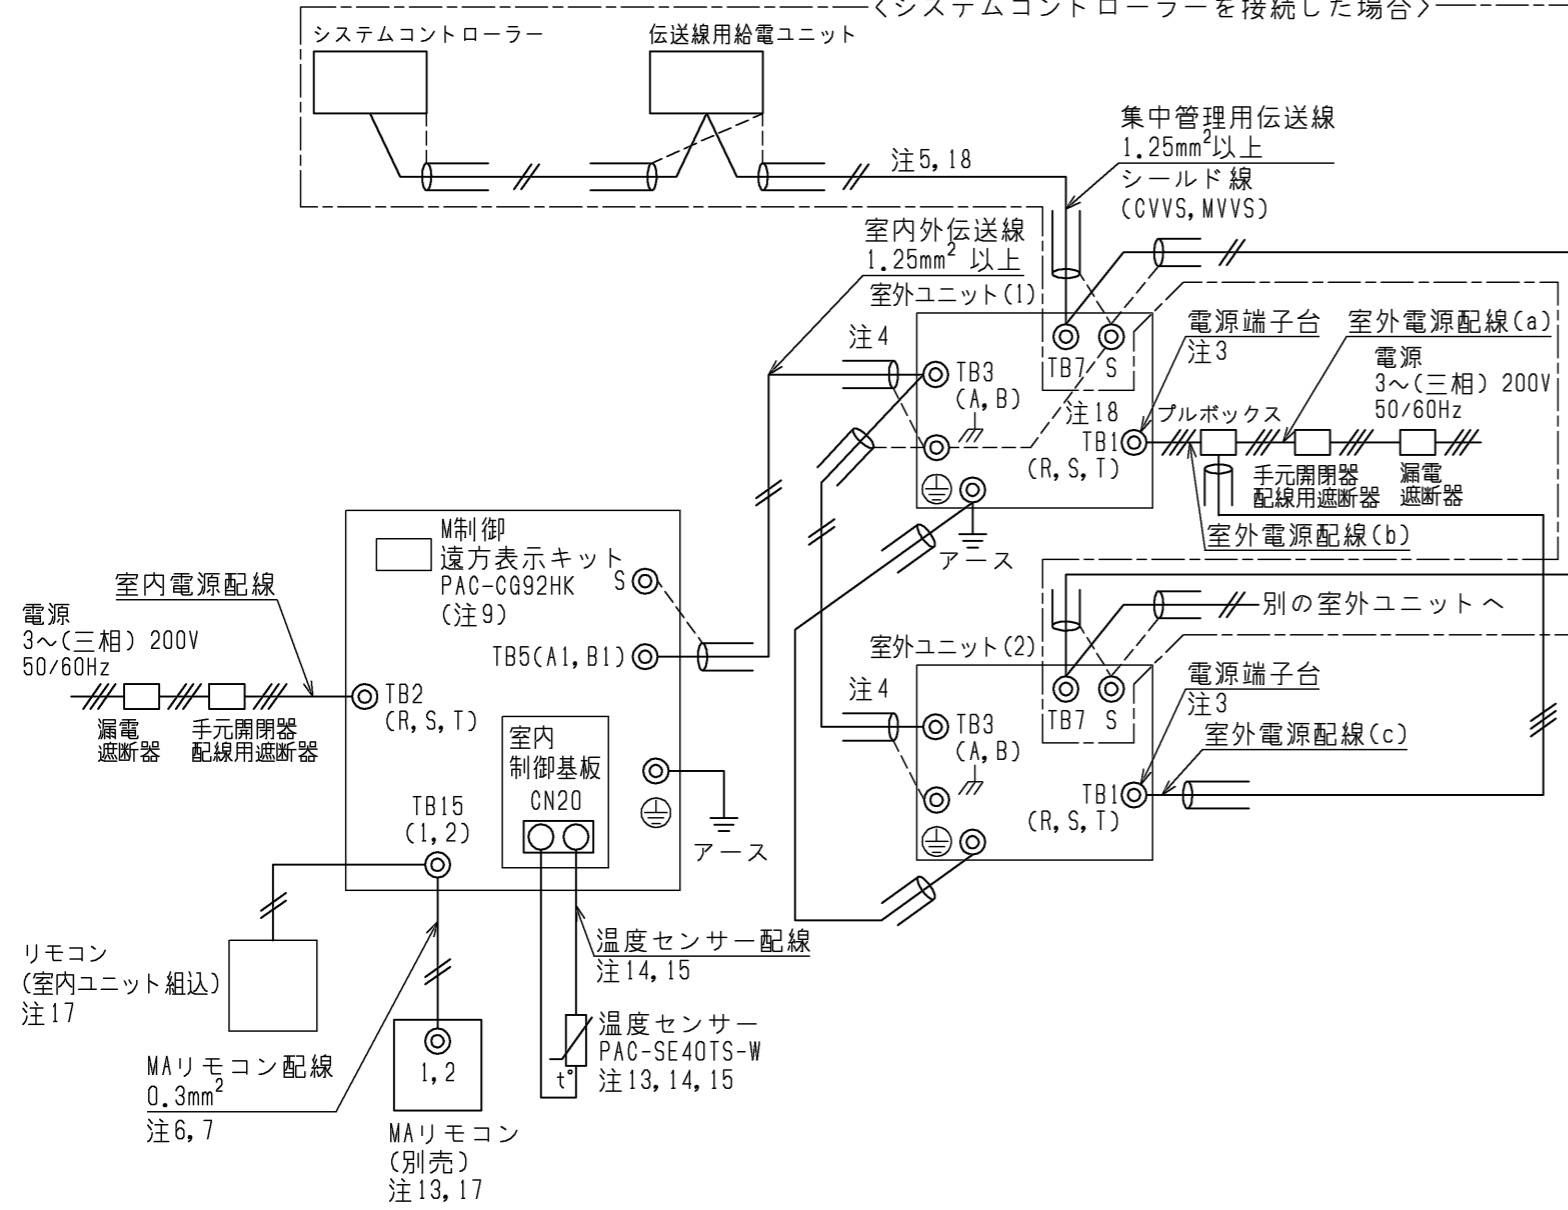 〈システムコントローラーを接続した場合〉
システムコントローラー
伝送線用給電ユニット
集中管理用伝送線
1.25mm²以上
シールド線
(CVVS,MVVS)
注5,18
室内外伝送線
1.25mm² 以上
室外ユニット(1)
注4
TB3
(A,B)
TB7
S
注18
TB1
(R,S,T)
電源端子台
注3
室外電源配線(a)
電源
3~(三相) 200V
50/60Hz
プルボックス
手元開閉器
配線用遮断器
漏電
遮断器
室外電源配線(b)
アース
M制御
遠方表示キット
PAC-CG92HK
(注9)
S
TB5(A1,B1)
室内電源配線
電源
3~(三相) 200V
50/60Hz
漏電
遮断器
手元開閉器
配線用遮断器
TB2
(R,S,T)
室内
制御基板
CN20
TB15
(1,2)
アース
別の室外ユニットへ
室外ユニット(2)
注4
TB3
(A,B)
TB7
S
TB1
(R,S,T)
電源端子台
注3
室外電源配線(c)
リモコン
(室内ユニット組込)
注17
MAリモコン配線
0.3mm²
注6,7
1,2
MAリモコン
(別売)
注13,17
温度センサー配線
注14,15
温度センサー
PAC-SE40TS-W
注13,14,15
t°